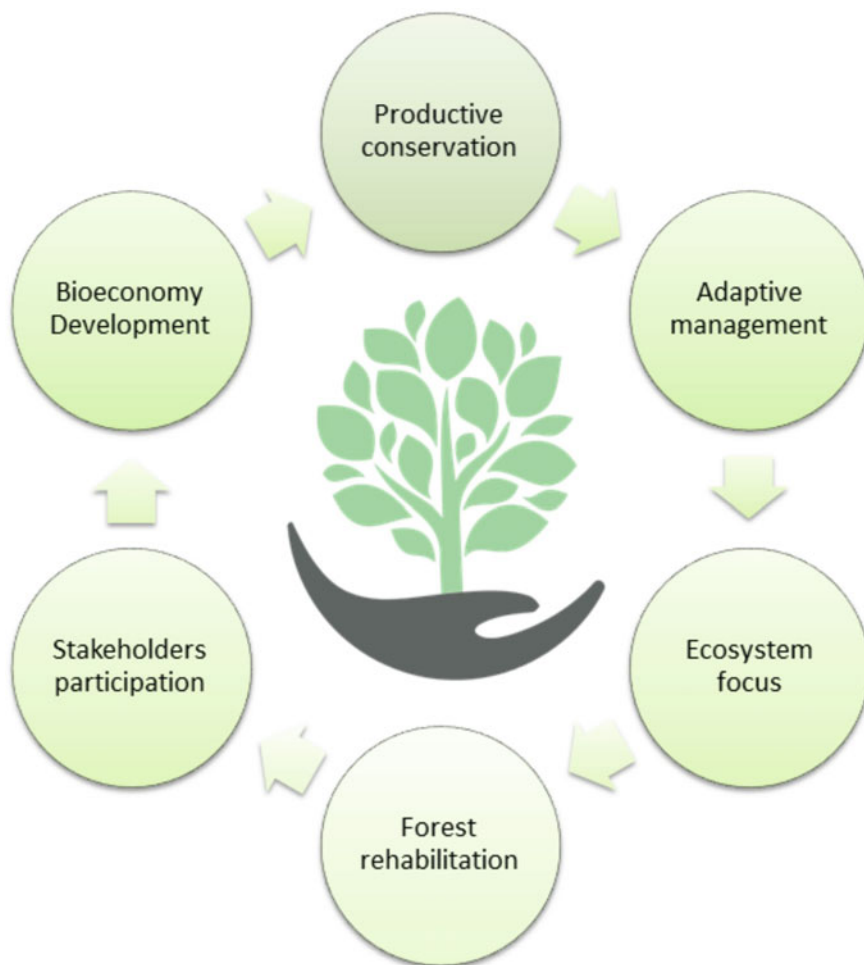 Productive
conservation
Adaptive
management
Ecosystem
focus
Forest
rehabilitation
Stakeholders
participation
Bioeconomy
Development